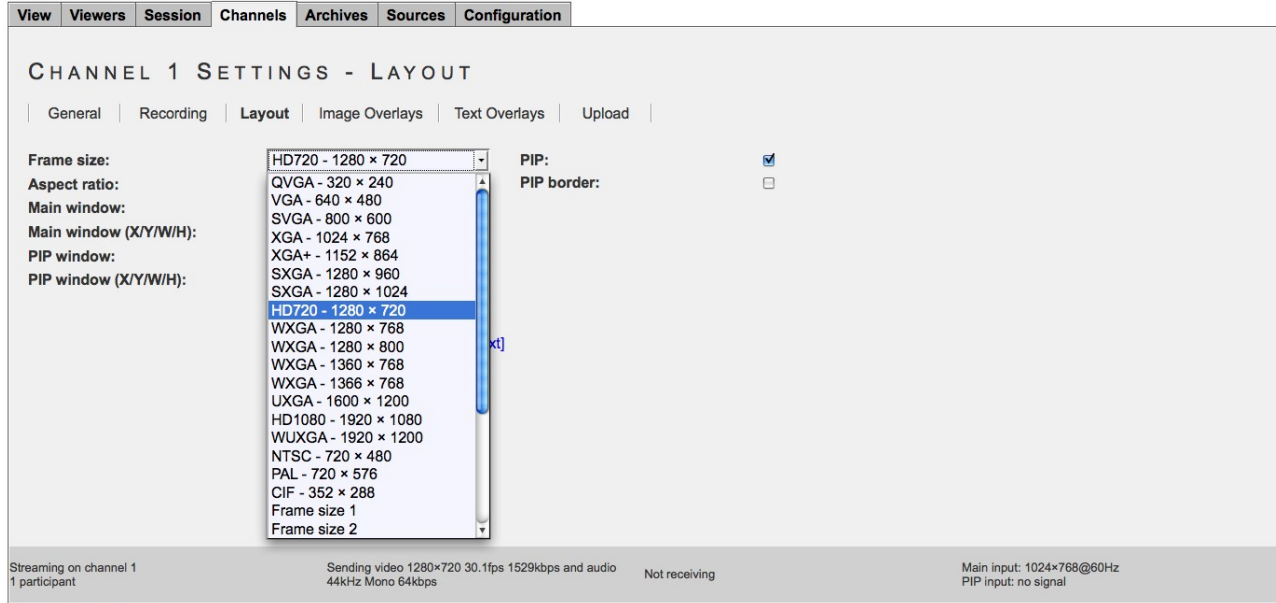 View Viewers Session Channels Archives Sources Configuration
CHANNEL 1 SETTINGS - LAYOUT
General Recording Layout Image Overlays Text Overlays Upload
Frame size: HD720 - 1280 × 720 PIP:
Aspect ratio: PIP border:
Main window:
Main window (X/Y/W/H):
PIP window:
PIP window (X/Y/W/H):
QVGA - 320 × 240
VGA - 640 × 480
SVGA - 800 × 600
XGA - 1024 × 768
XGA+ - 1152 × 864
SXGA - 1280 × 960
SXGA - 1280 × 1024
HD720 - 1280 × 720
WXGA - 1280 × 768
WXGA - 1280 × 800
WXGA - 1360 × 768
WXGA - 1366 × 768
UXGA - 1600 × 1200
HD1080 - 1920 × 1080
WUXGA - 1920 × 1200
NTSC - 720 × 480
PAL - 720 × 576
CIF - 352 × 288
Frame size 1
Frame size 2
xt]
Streaming on channel 1
1 participant
Sending video 1280×720 30.1fps 1529kbps and audio
44kHz Mono 64kbps
Not receiving
Main input: 1024×768@60Hz
PIP input: no signal